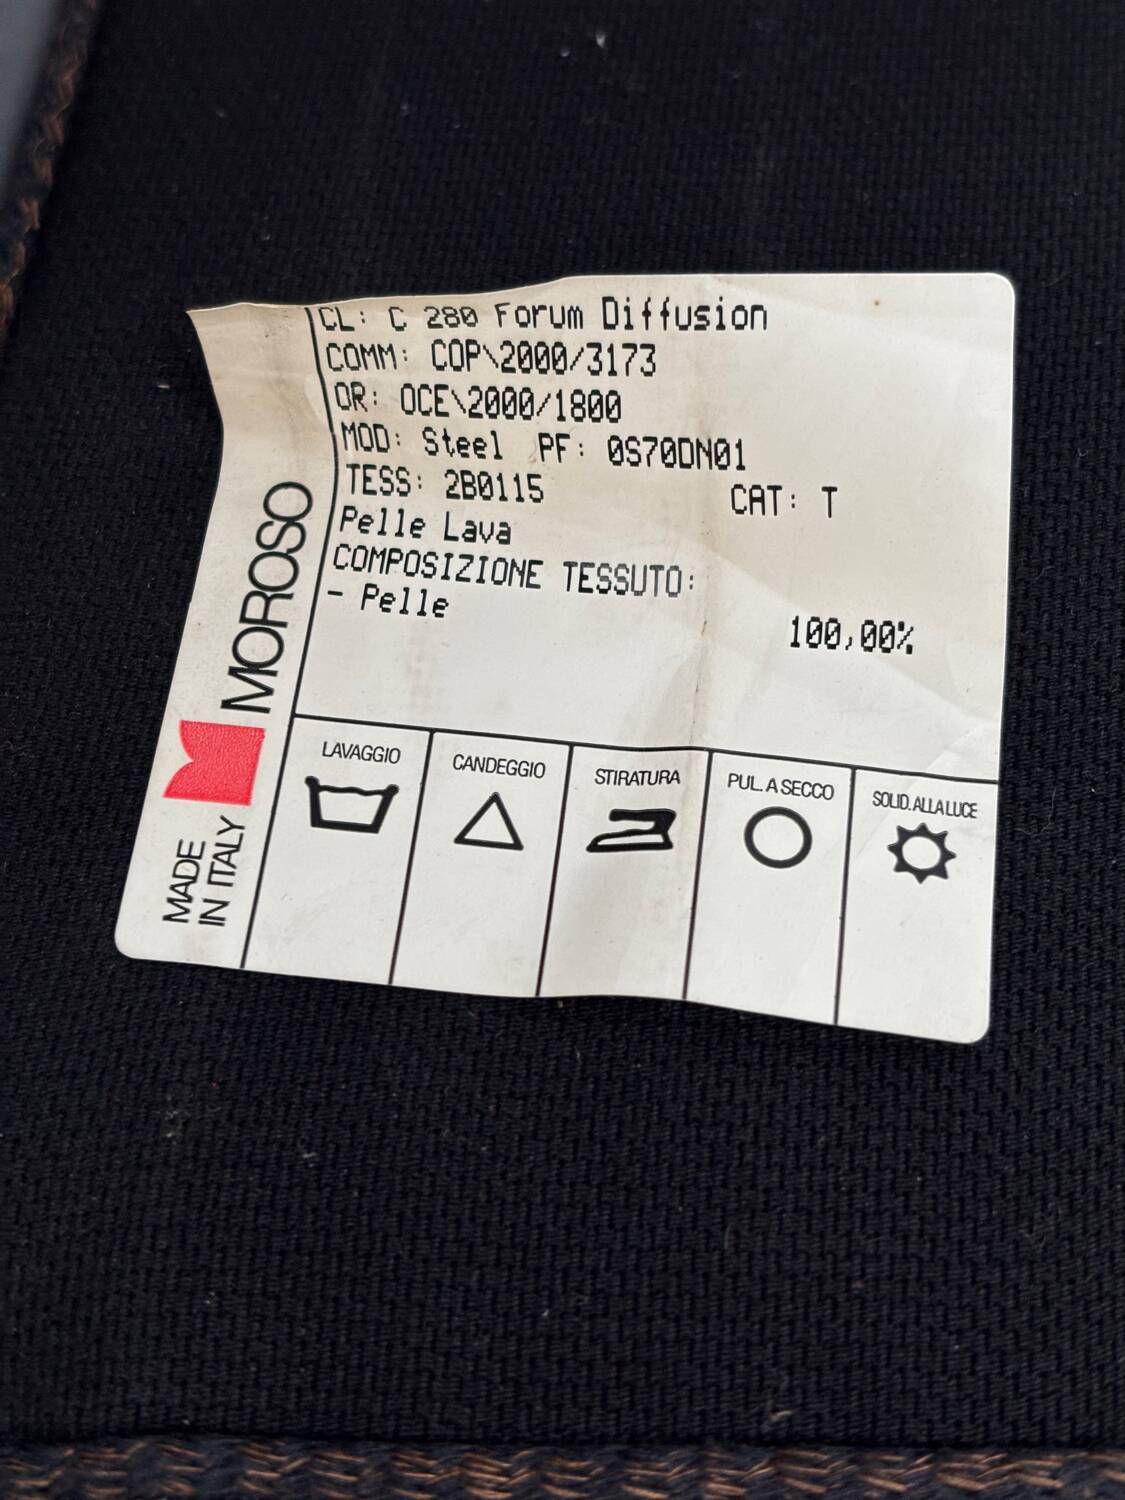 CL: C 280 Forum Diffusion
COMM: COP\2000/3173
OR: OCE\2000/1800
MOD: Steel PF: 0S70DN01
TESS: 2B0115 CAT: T
Pelle Lava
COMPOSIZIONE TESSUTO:
- Pelle 100,00%
MOROSO
MADE
IN ITALY
LAVAGGIO
CANDEGGIO
STIRATURA
PUL. A SECCO
SOLID. ALLA LUCE